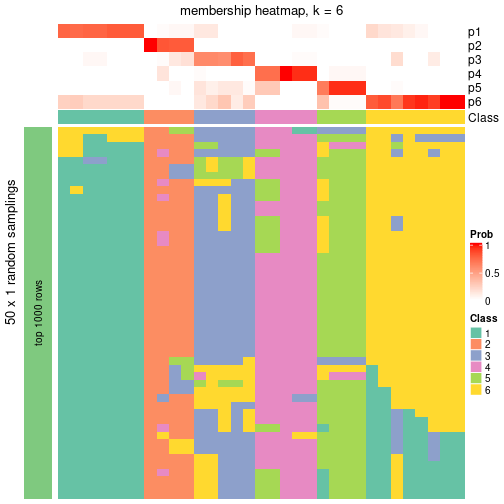 membership heatmap, k = 6
p1
p2
p3
p4
p5
p6
Class
50 x 1 random samplings
top 1000 rows
Prob
1
0.5
0
Class
1
2
3
4
5
6